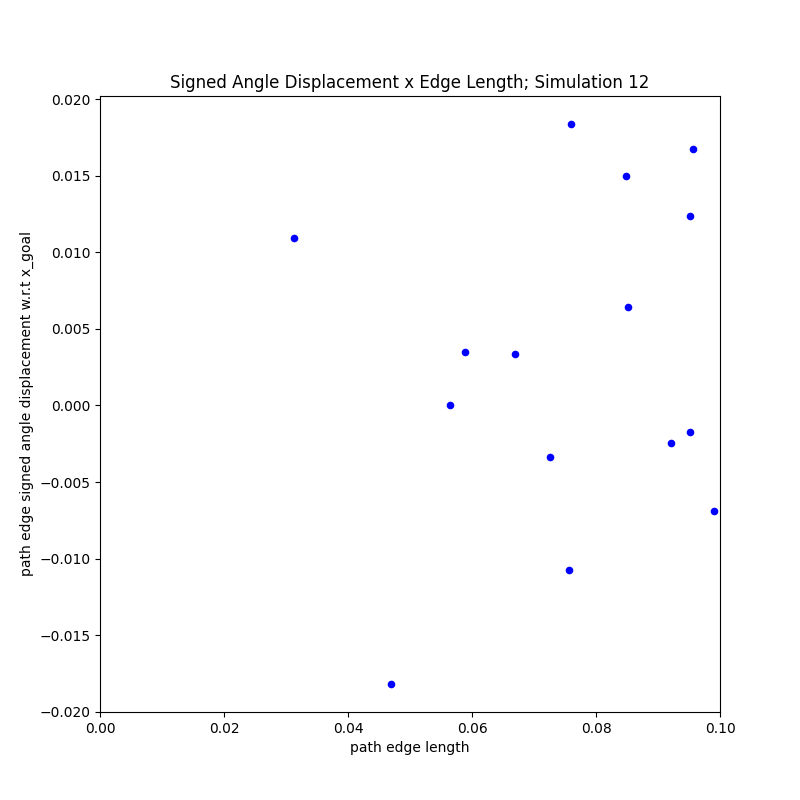 Signed Angle Displacement x Edge Length; Simulation 12
0.020
0.015
0.010
0.005
0.000
−0.005
−0.010
−0.015
−0.020
path edge signed angle displacement w.r.t x_goal
0.00 0.02 0.04 0.06 0.08 0.10
path edge length